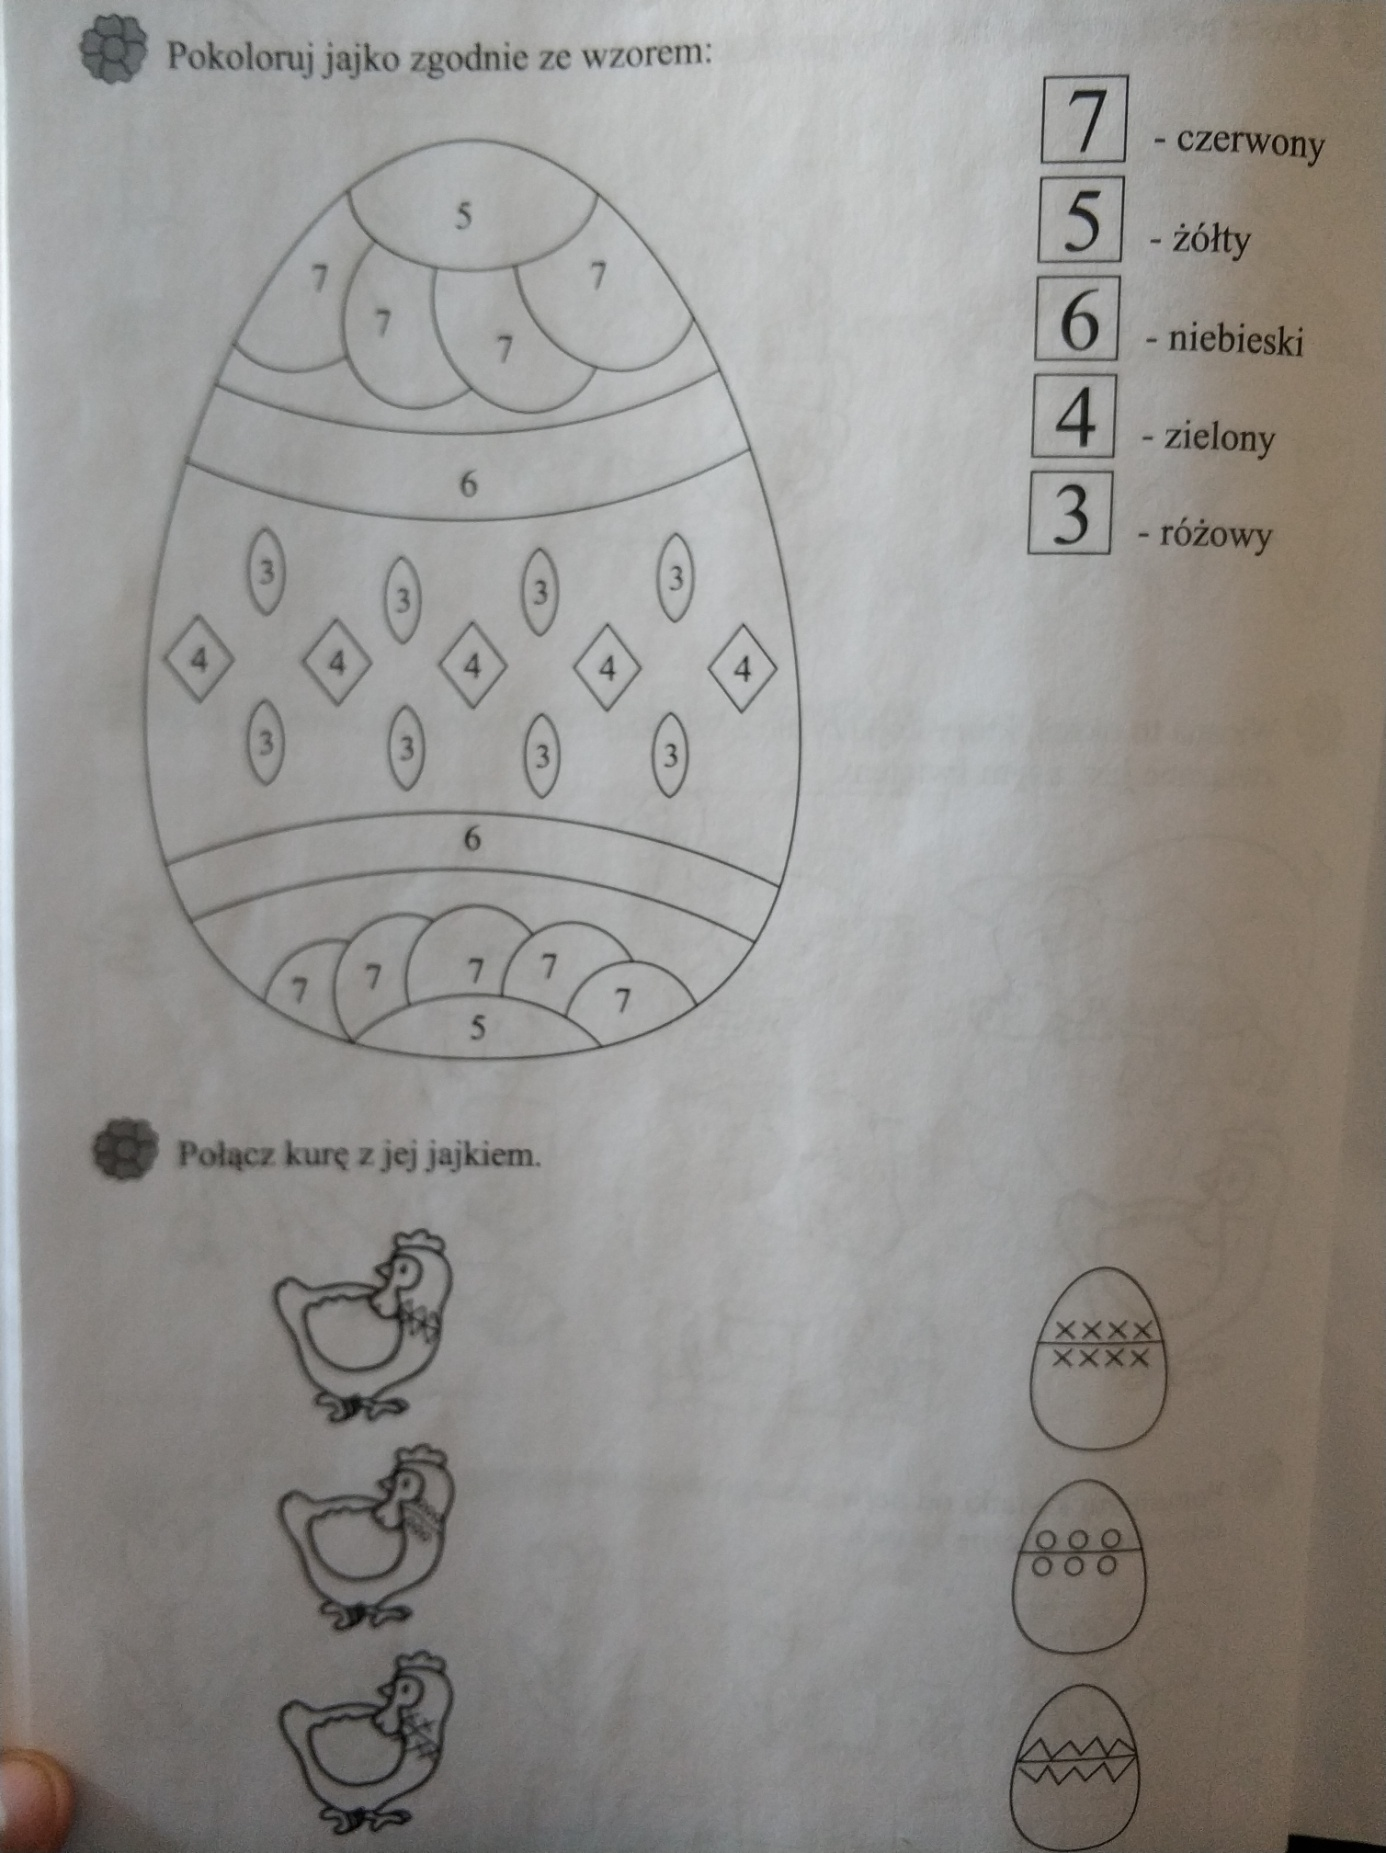 Pokoloruj jajko zgodnie ze wzorem:
7 - czerwony
5 - żółty
6 - niebieski
4 - zielony
3 - różowy
5
7 7 7 7
6
3 3 3 3
4 4 4 4 4
3 3 3 3
6
7 7 7 7 7
5
Połącz kurę z jej jajkiem.